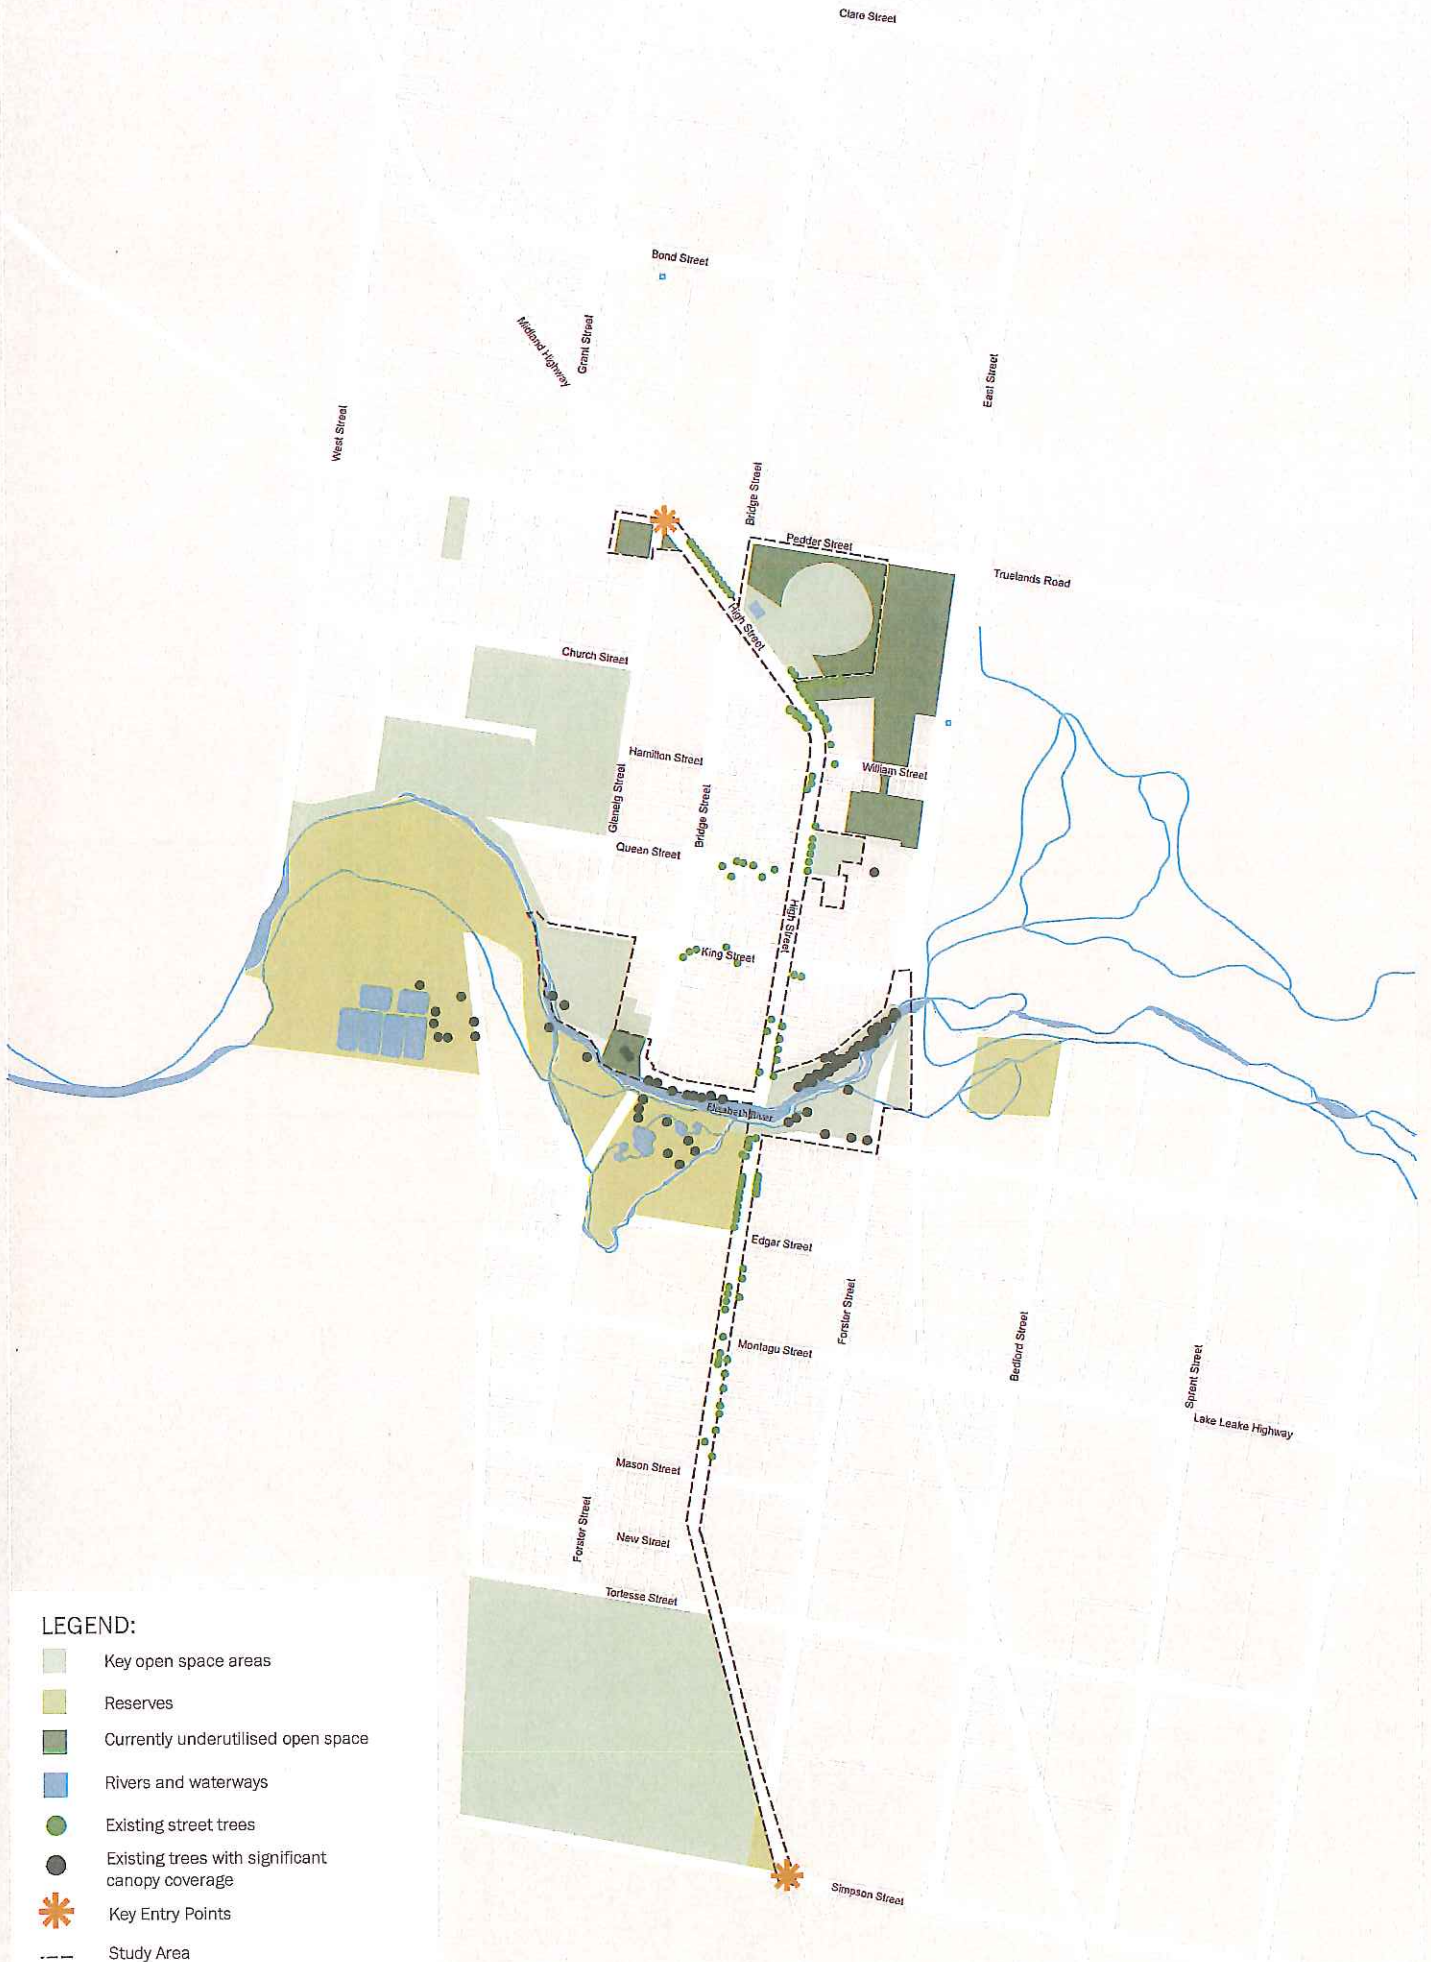 Clare Street
Bond Street
Midland Highway
Grant Street
East Street
West Street
Bridge Street
Pedder Street
Truelands Road
High Street
Church Street
Hamilton Street
William Street
Glenelg Street
Bridge Street
Queen Street
High Street
King Street
Elizabeth River
Edgar Street
Forster Street
Montagu Street
Bedford Street
Sprent Street
Lake Leake Highway
Mason Street
Forster Street
New Street
Torlesse Street
Simpson Street
LEGEND:
Key open space areas
Reserves
Currently underutilised open space
Rivers and waterways
Existing street trees
Existing trees with significant
canopy coverage
Key Entry Points
Study Area